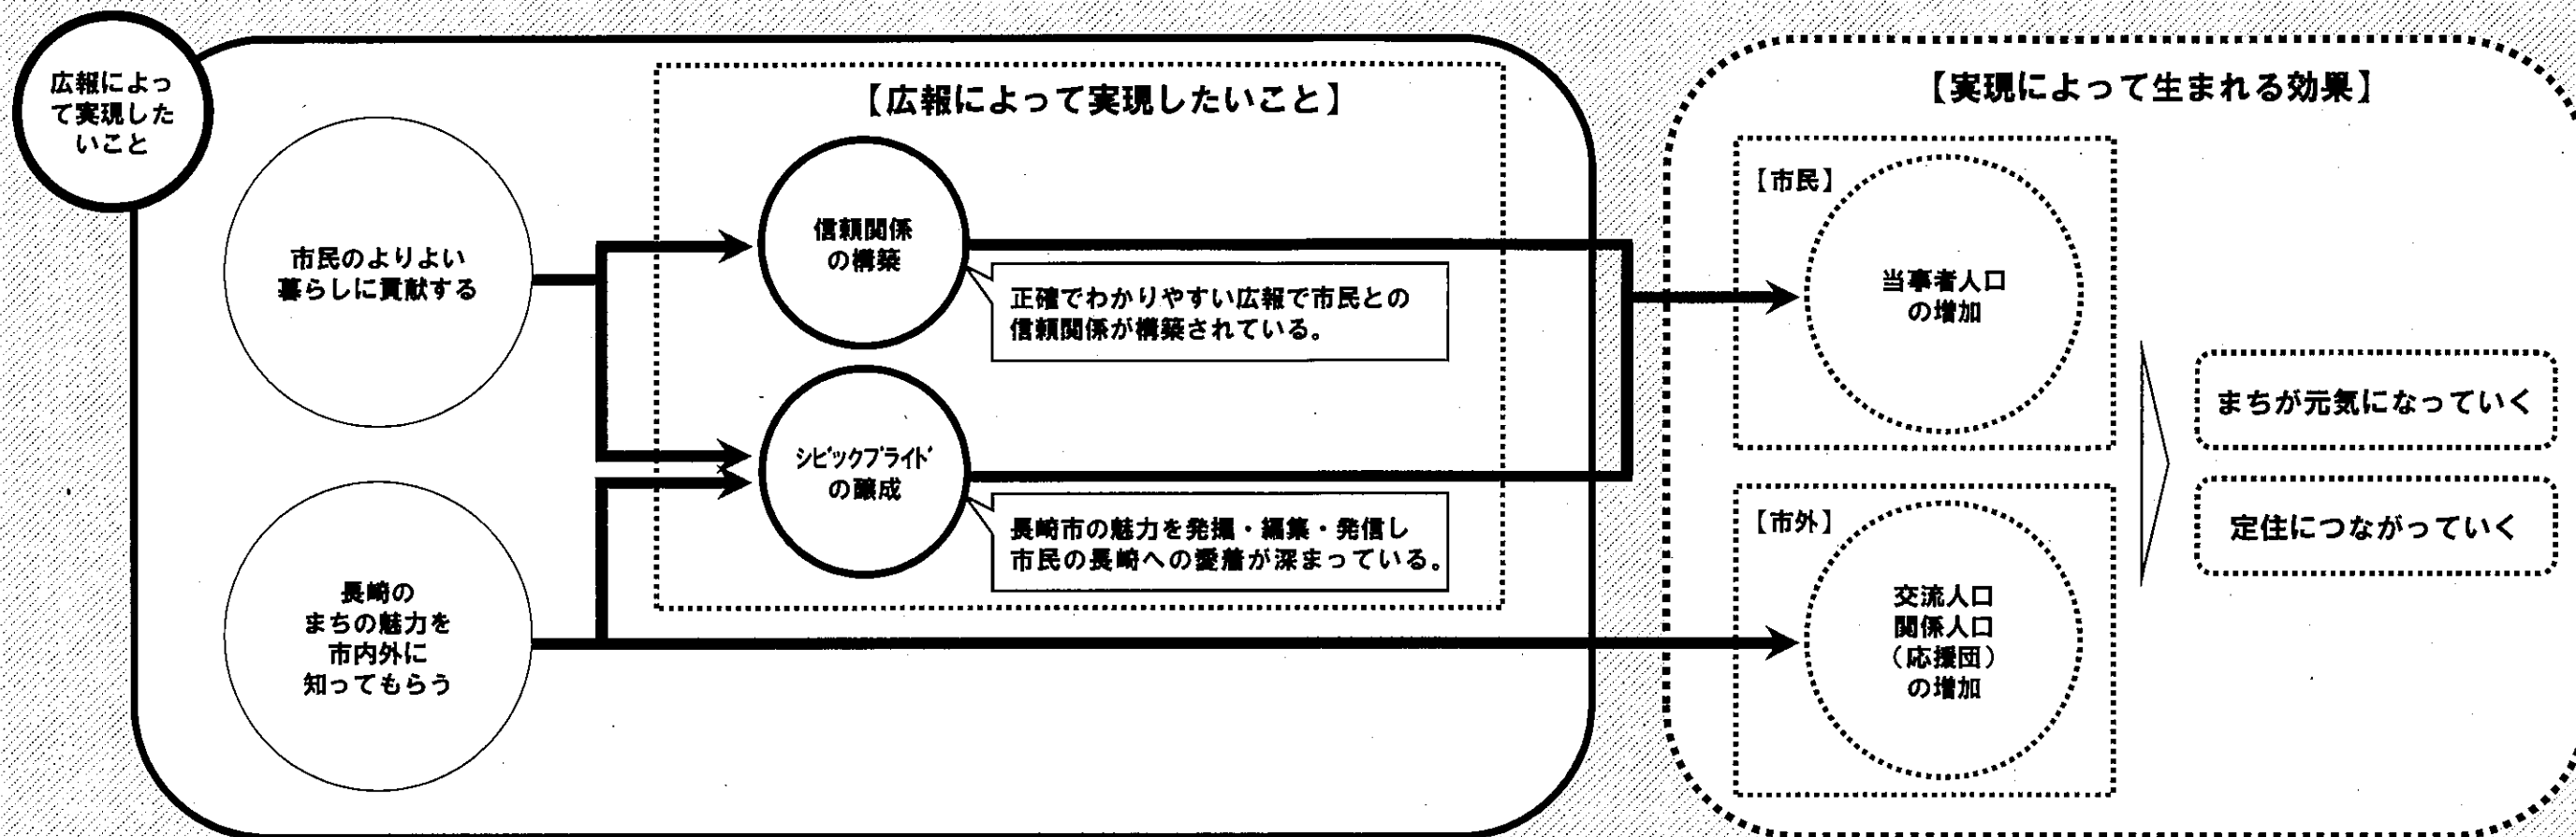 広報によっ
て実現した
いこと
【広報によって実現したいこと】
市民のよりよい
暮らしに貢献する
信頼関係
の構築
正確でわかりやすい広報で市民との
信頼関係が構築されている。
シビックプライド
の醸成
長崎市の魅力を発掘・編集・発信し
市民の長崎への愛着が深まっている。
長崎の
まちの魅力を
市内外に
知ってもらう
【実現によって生まれる効果】
【市民】
当事者人口
の増加
【市外】
交流人口
関係人口
（応援団）
の増加
まちが元気になっていく
定住につながっていく